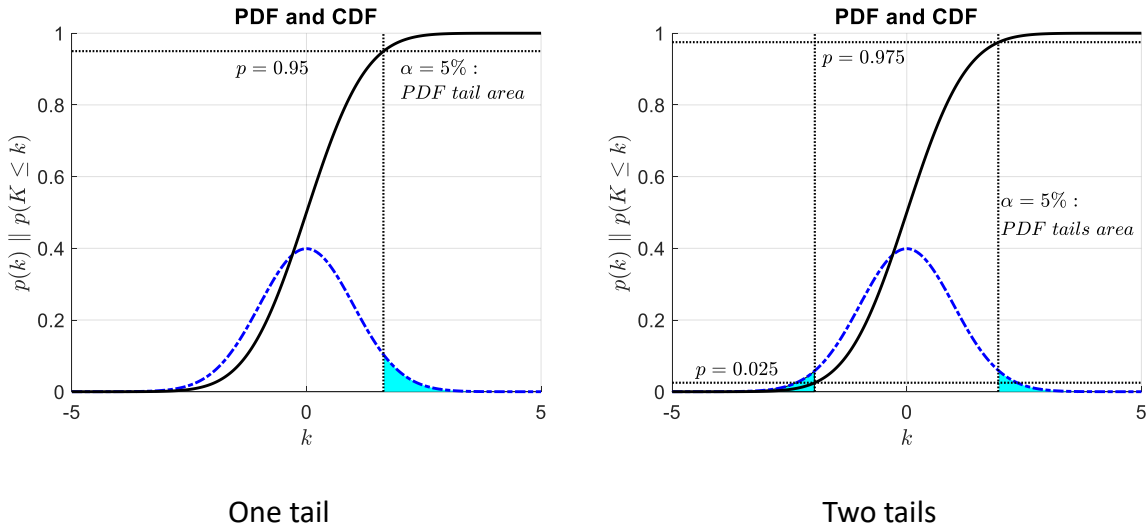 PDF and CDF
1
0.8
0.6
0.4
0.2
0
-5
0
5
p(k) || p(K ≤ k)
k
p = 0.95
α = 5% :
PDF tail area
One tail
PDF and CDF
1
0.8
0.6
0.4
0.2
0
-5
0
5
p(k) || p(K ≤ k)
k
p = 0.975
α = 5% :
PDF tails area
p = 0.025
Two tails